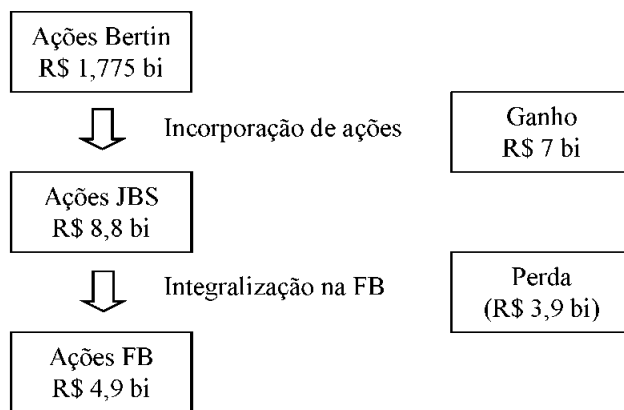 Ações Bertin
R$ 1,775 bi
Incorporação de ações
Ganho
R$ 7 bi
Ações JBS
R$ 8,8 bi
Integralização na FB
Perda
(R$ 3,9 bi)
Ações FB
R$ 4,9 bi